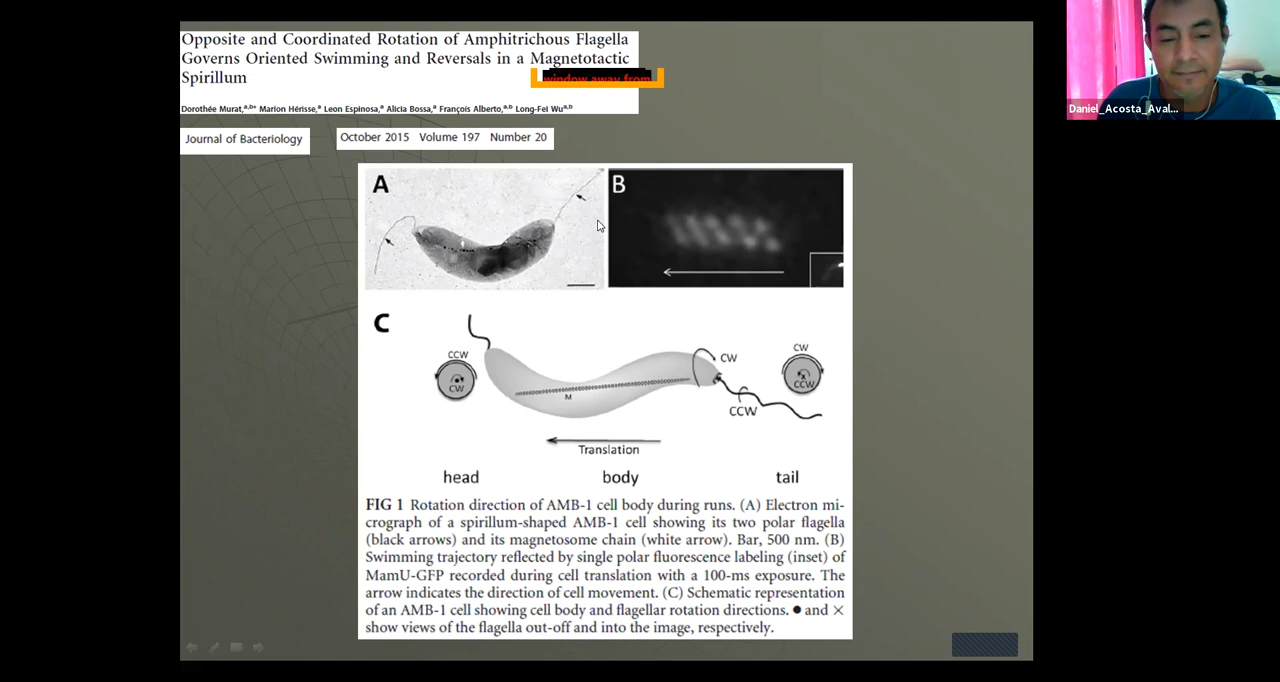 Opposite and Coordinated Rotation of Amphitrichous Flagella
Governs Oriented Swimming and Reversals in a Magnetotactic
Spirillum
window away from
Dorothée Murat,a,b* Marion Hérisse,a Leon Espinosa,a Alicia Bossa,a François Alberto,a,b Long-Fei Wua,b
Daniel_Acosta_Aval...
Journal of Bacteriology
October 2015 Volume 197 Number 20
A
B
C
CCW
CW
M
CW
CCW
CW
CCW
Translation
head body tail
FIG 1 Rotation direction of AMB-1 cell body during runs. (A) Electron mi-
crograph of a spirillum-shaped AMB-1 cell showing its two polar flagella
(black arrows) and its magnetosome chain (white arrow). Bar, 500 nm. (B)
Swimming trajectory reflected by single polar fluorescence labeling (inset) of
MamU-GFP recorded during cell translation with a 100-ms exposure. The
arrow indicates the direction of cell movement. (C) Schematic representation
of an AMB-1 cell showing cell body and flagellar rotation directions. ● and ×
show views of the flagella out-off and into the image, respectively.